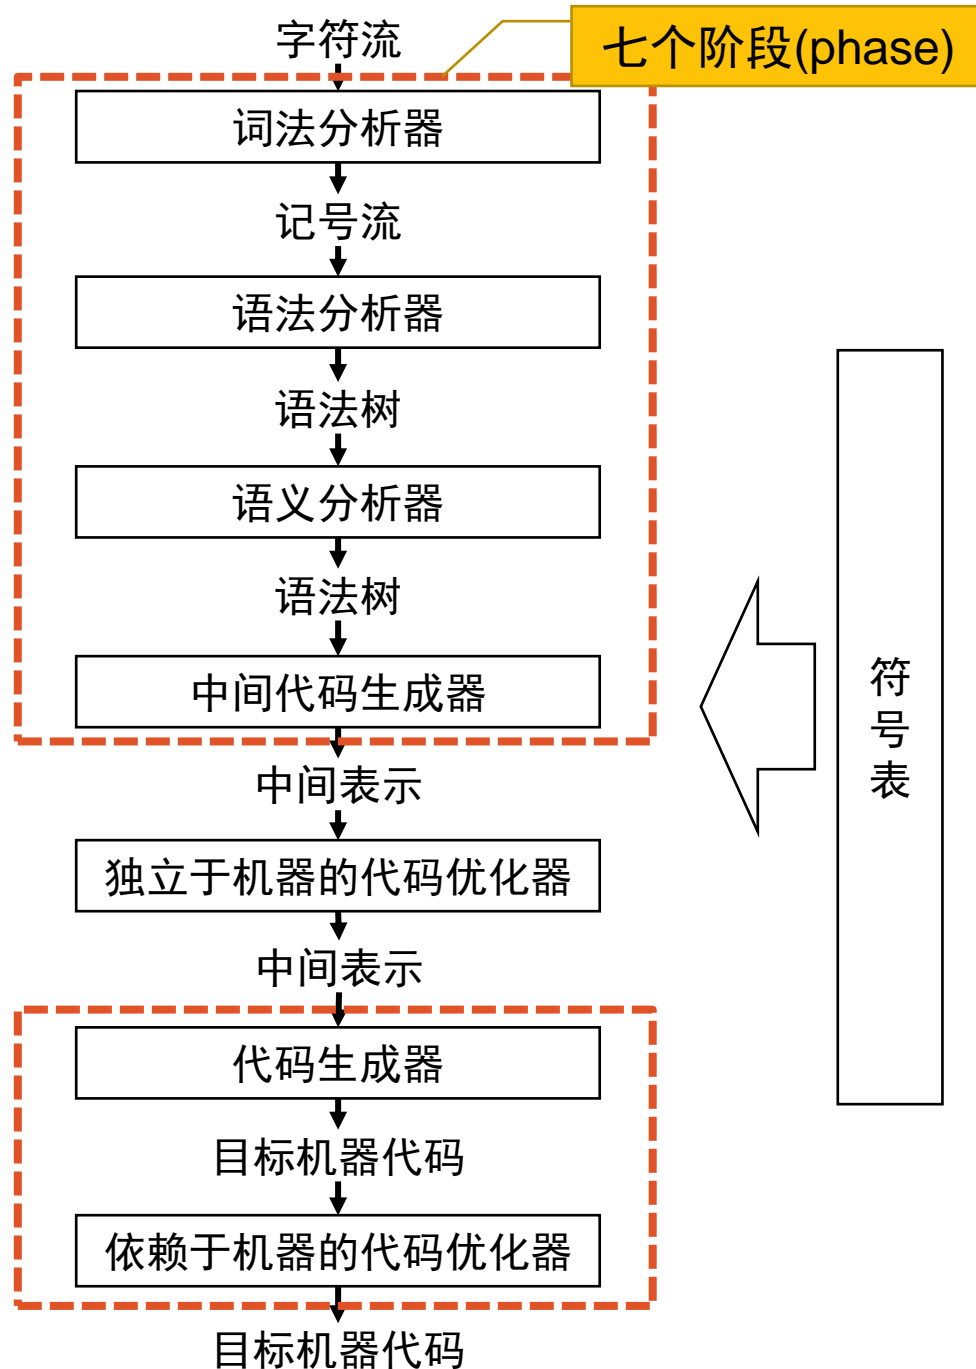 字符流
七个阶段(phase)
词法分析器
记号流
语法分析器
语法树
语义分析器
语法树
中间代码生成器
中间表示
独立于机器的代码优化器
中间表示
代码生成器
目标机器代码
依赖于机器的代码优化器
目标机器代码
符
号
表